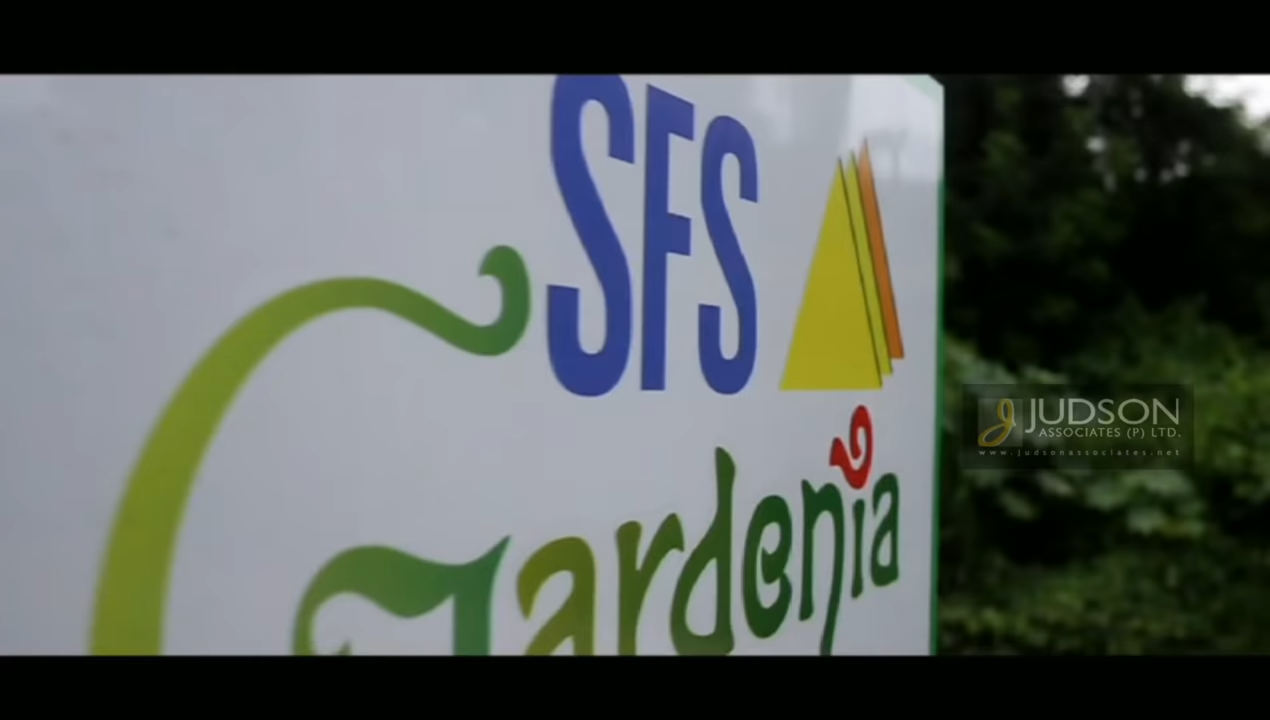 SFS
Gardenia
JUDSON
ASSOCIATES (P) LTD.
www.judsonassociates.net